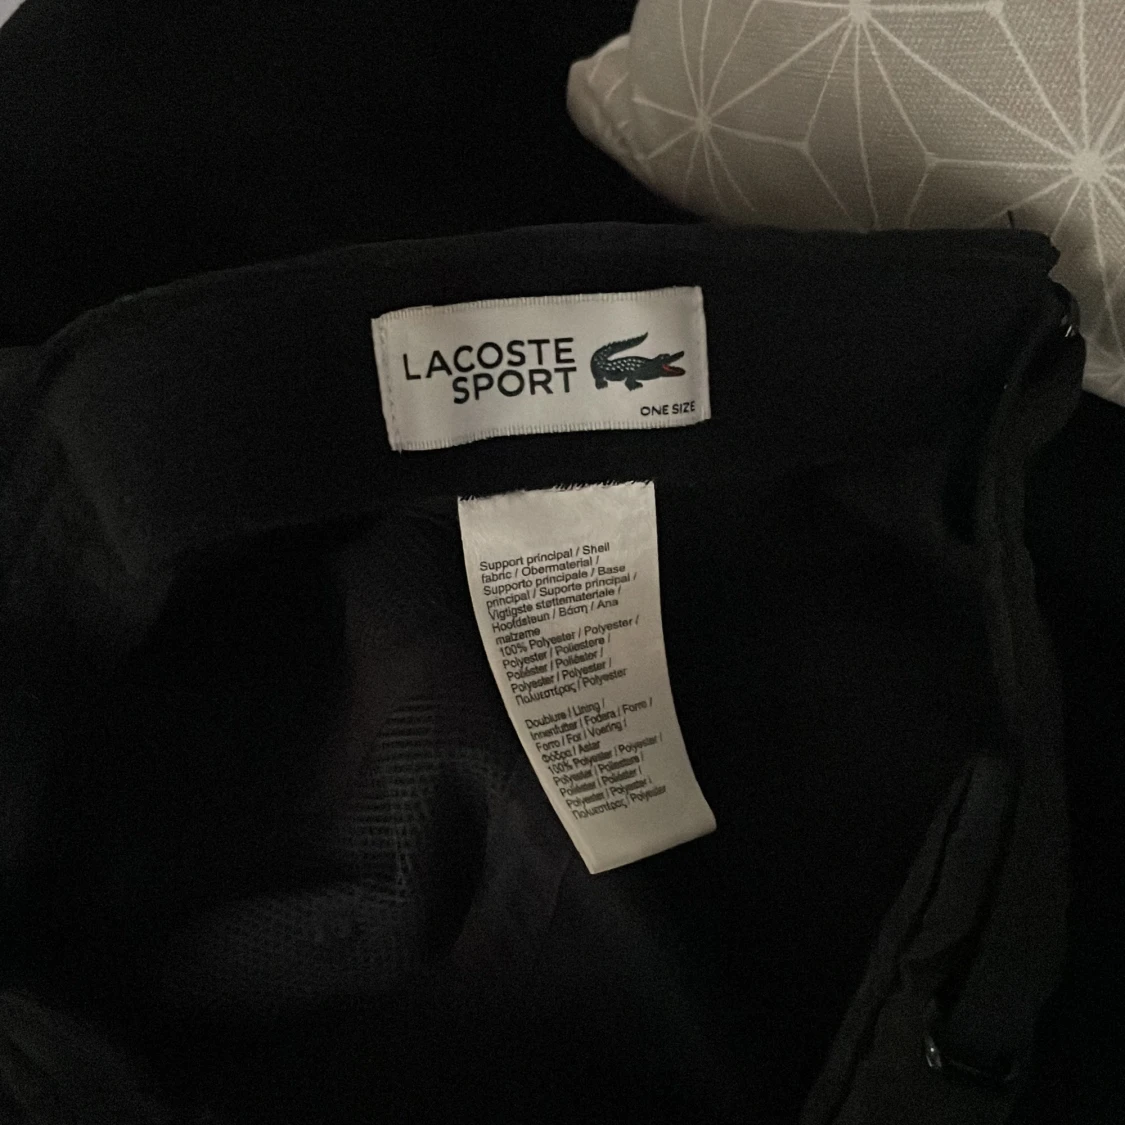 LACOSTE
SPORT
ONE SIZE
Support principal / Shell
fabric / Obermaterial /
Supporto principale / Base
principal / Suporte principal /
Vigtigste støttemateriale /
Hoofdsteun / Βάση / Ana
malzeme
100% Polyester / Polyester /
Polyester / Poliestere /
Poliéster / Poliéster /
Polyester / Polyester /
Πολυεστέρας / Polyester
Doublure / Lining /
Innenfutter / Fodera / Forro /
Forro / For / Voering /
Φόδρα / Astar
100% Polyester / Polyester /
Polyester / Poliestere /
Poliéster / Poliéster /
Polyester / Polyester /
Πολυεστέρας / Polyester